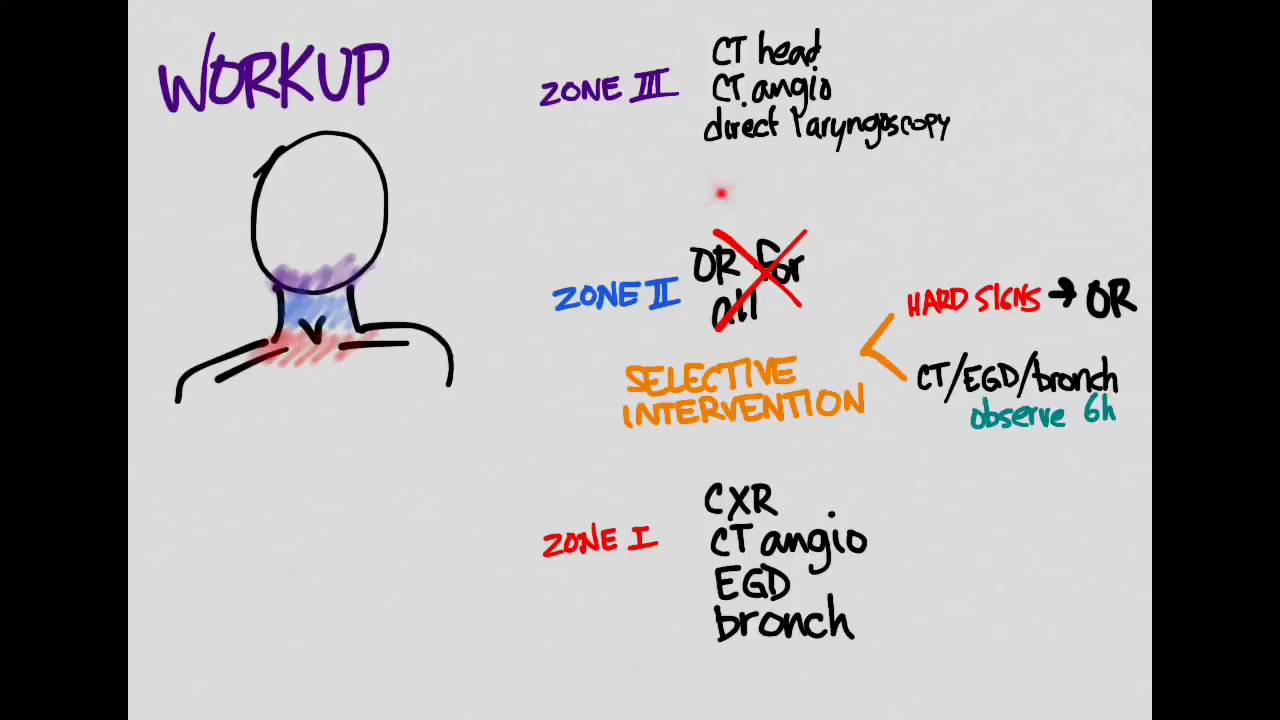 WORKUP
ZONE III
CT head
CT angio
direct laryngoscopy
ZONE II
OR for
all
SELECTIVE
INTERVENTION
HARD SIGNS → OR
CT/EGD/bronch
observe 6h
ZONE I
CXR
CT angio
EGD
bronch